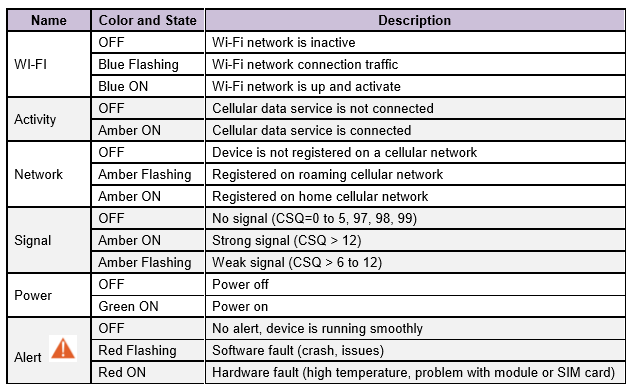 Name Color and State Description
WI-FI
OFF Wi-Fi network is inactive
Blue Flashing Wi-Fi network connection traffic
Blue ON Wi-Fi network is up and activate
Activity
OFF Cellular data service is not connected
Amber ON Cellular data service is connected
Network
OFF Device is not registered on a cellular network
Amber Flashing Registered on roaming cellular network
Amber ON Registered on home cellular network
Signal
OFF No signal (CSQ=0 to 5, 97, 98, 99)
Amber ON Strong signal (CSQ > 12)
Amber Flashing Weak signal (CSQ > 6 to 12)
Power
OFF Power off
Green ON Power on
Alert
OFF No alert, device is running smoothly
Red Flashing Software fault (crash, issues)
Red ON Hardware fault (high temperature, problem with module or SIM card)